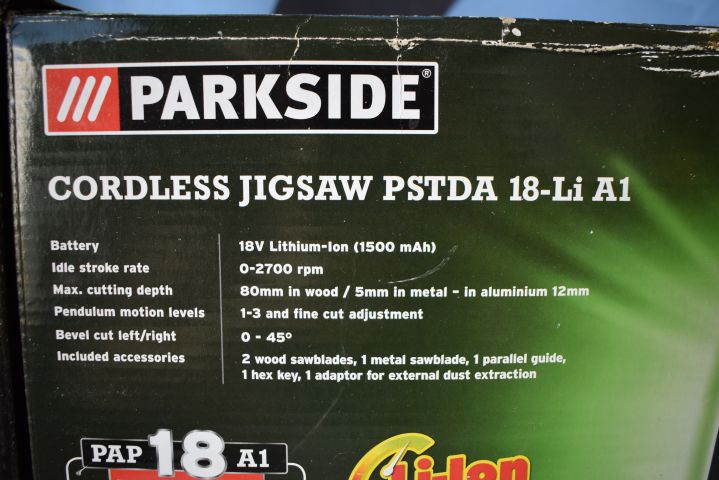 PARKSIDE®
CORDLESS JIGSAW PSTDA 18-Li A1
Battery 18V Lithium-Ion (1500 mAh)
Idle stroke rate 0-2700 rpm
Max. cutting depth 80mm in wood / 5mm in metal – in aluminium 12mm
Pendulum motion levels 1-3 and fine cut adjustment
Bevel cut left/right 0 - 45º
Included accessories 2 wood sawblades, 1 metal sawblade, 1 parallel guide,
1 hex key, 1 adaptor for external dust extraction
PAP 18 A1
Li-Ion